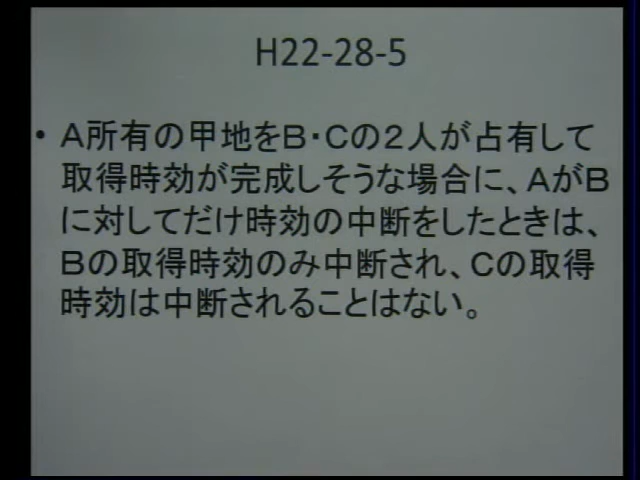 H22-28-5
• A所有の甲地をB・Cの2人が占有して
取得時効が完成しそうな場合に、AがB
に対してだけ時効の中断をしたときは、
Bの取得時効のみ中断され、Cの取得
時効は中断されることはない。